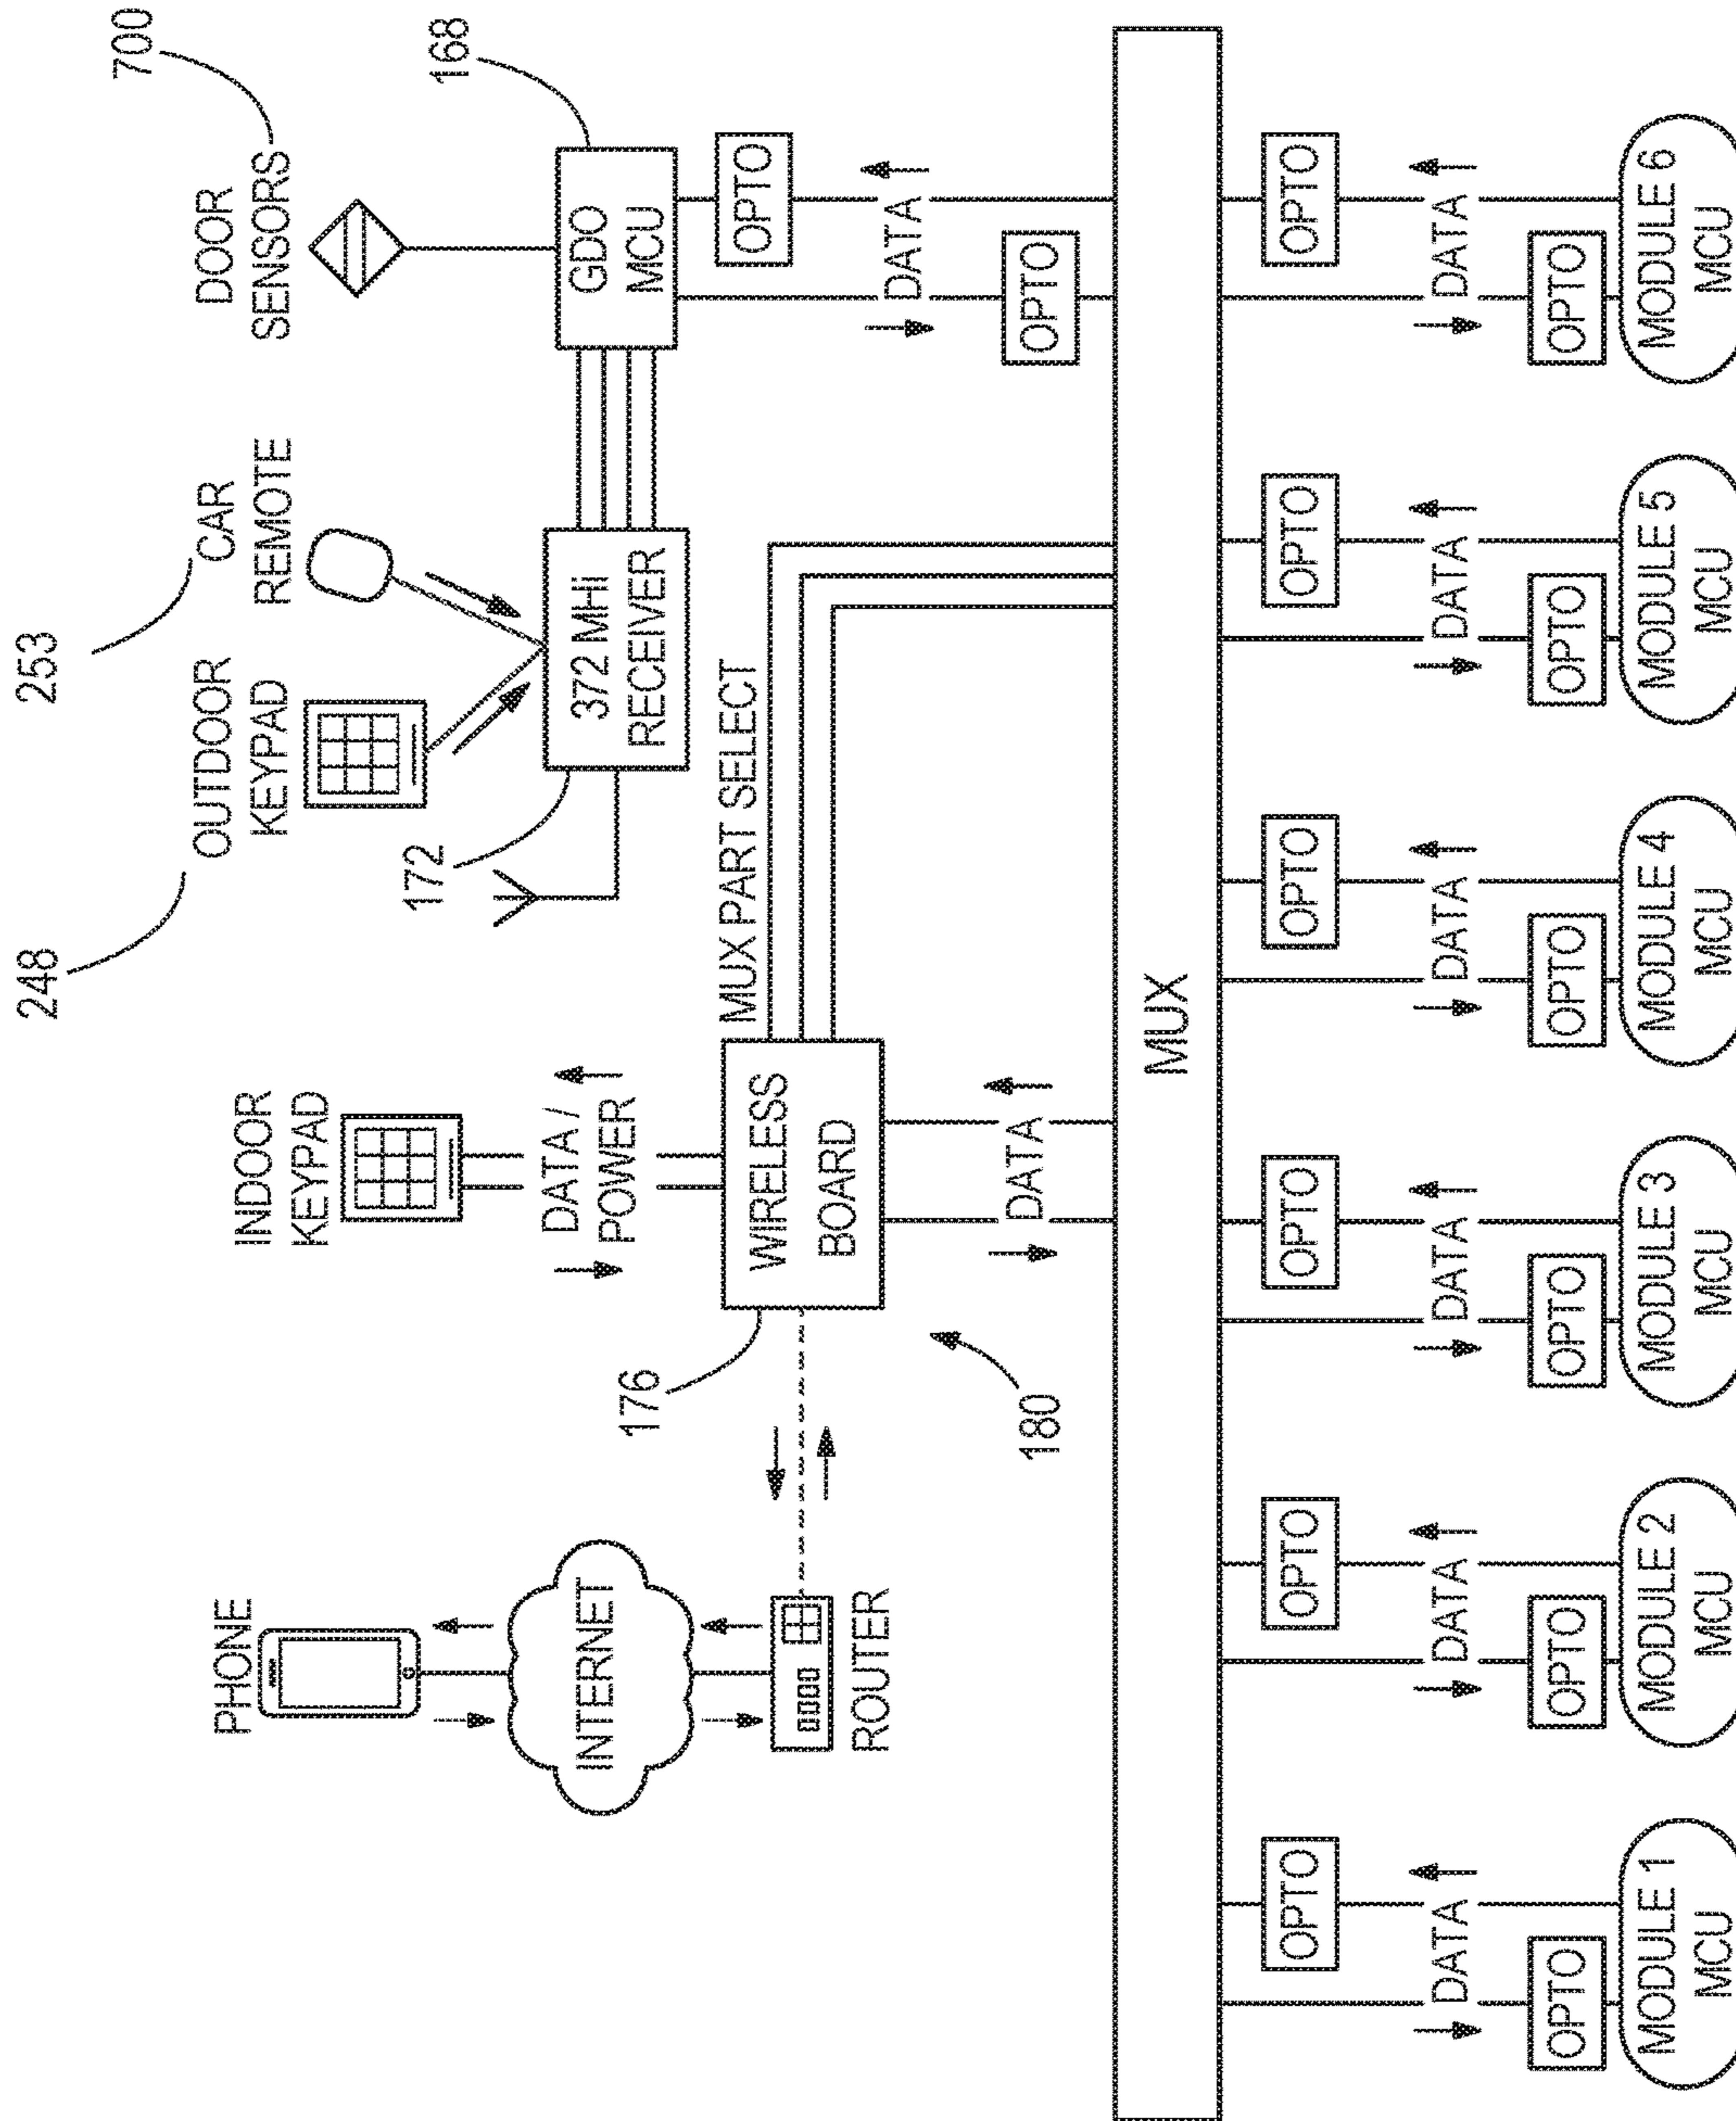 248
253
700
OUTDOOR
KEYPAD
CAR
REMOTE
DOOR
SENSORS
168
PHONE
INDOOR
KEYPAD
172
372 MHi
RECEIVER
GDO
MCU
INTERNET
DATA /
POWER
OPTO
DATA
OPTO
MUX PART SELECT
176
WIRELESS
BOARD
ROUTER
DATA
180
MUX
OPTO
OPTO
OPTO
OPTO
OPTO
OPTO
DATA
DATA
DATA
DATA
DATA
DATA
OPTO
OPTO
OPTO
OPTO
OPTO
OPTO
MODULE 1
MCU
MODULE 2
MCU
MODULE 3
MCU
MODULE 4
MCU
MODULE 5
MCU
MODULE 6
MCU